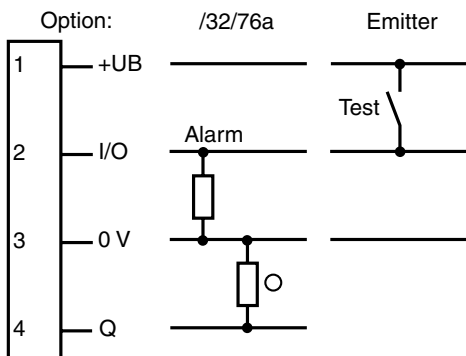 Option: /32/76a Emitter
1 +UB
Test
Alarm
2 I/O
3 0 V
4 Q